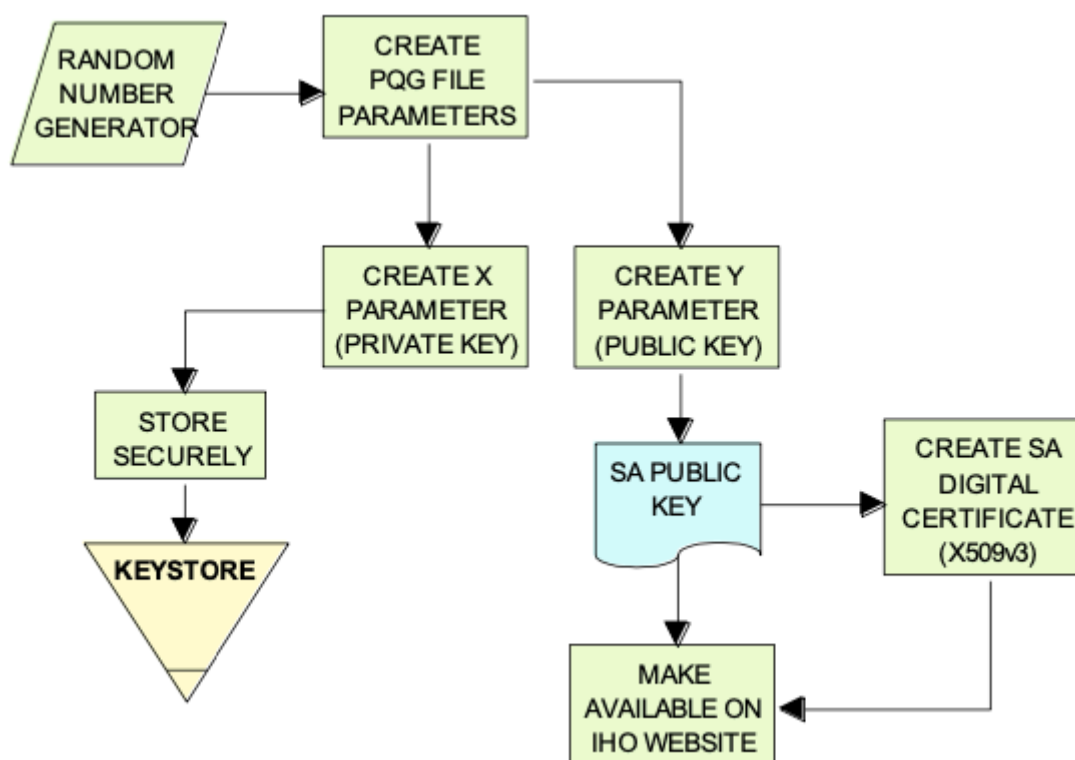 RANDOM
NUMBER
GENERATOR
CREATE
PQG FILE
PARAMETERS
CREATE X
PARAMETER
(PRIVATE KEY)
CREATE Y
PARAMETER
(PUBLIC KEY)
STORE
SECURELY
KEYSTORE
SA PUBLIC
KEY
CREATE SA
DIGITAL
CERTIFICATE
(X509v3)
MAKE
AVAILABLE ON
IHO WEBSITE